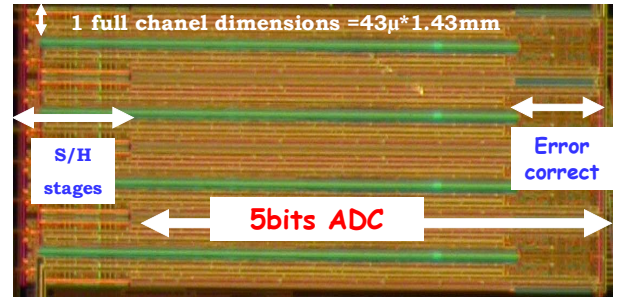 1 full chanel dimensions =43µ*1.43mm
S/H
stages
Error
correct
5bits ADC